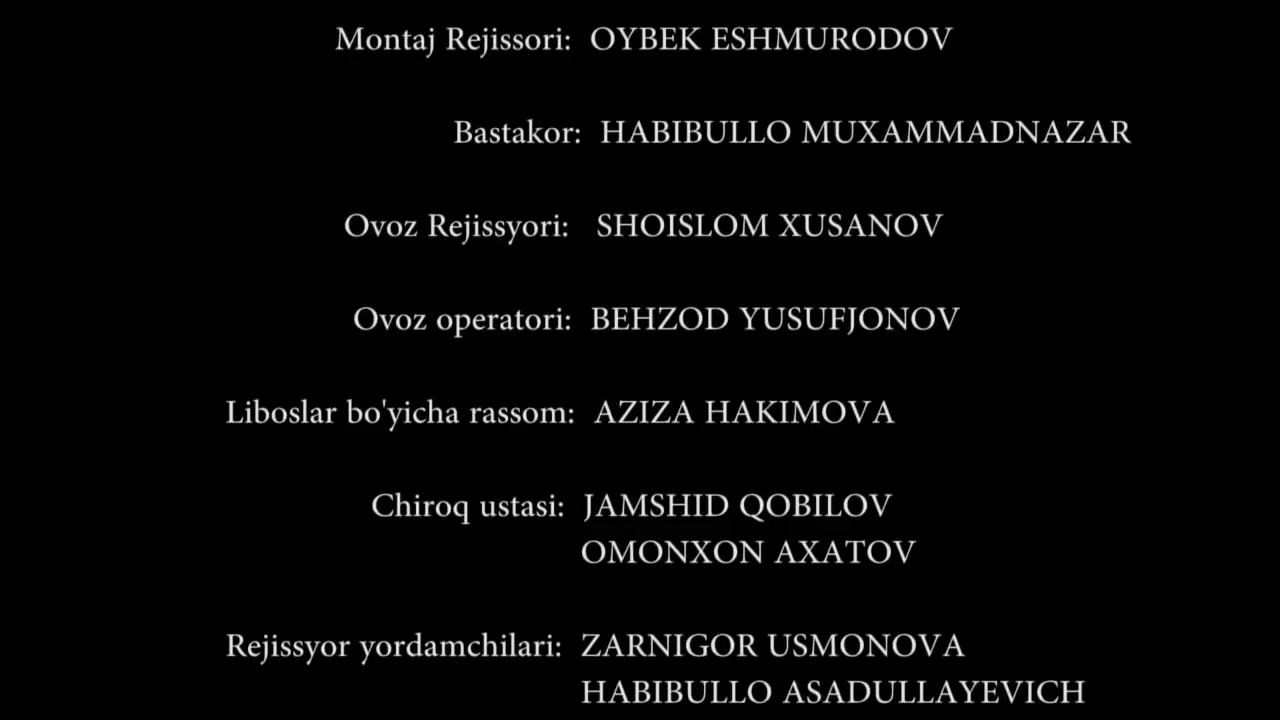 Montaj Rejissori: OYBEK ESHMURODOV
Bastakor: HABIBULLO MUXAMMADNAZAR
Ovoz Rejissyori: SHOISLOM XUSANOV
Ovoz operatori: BEHZOD YUSUFJONOV
Liboslar bo'yicha rassom: AZIZA HAKIMOVA
Chiroq ustasi: JAMSHID QOBILOV
OMONXON AXATOV
Rejissyor yordamchilari: ZARNIGOR USMONOVA
HABIBULLO ASADULLAYEVICH